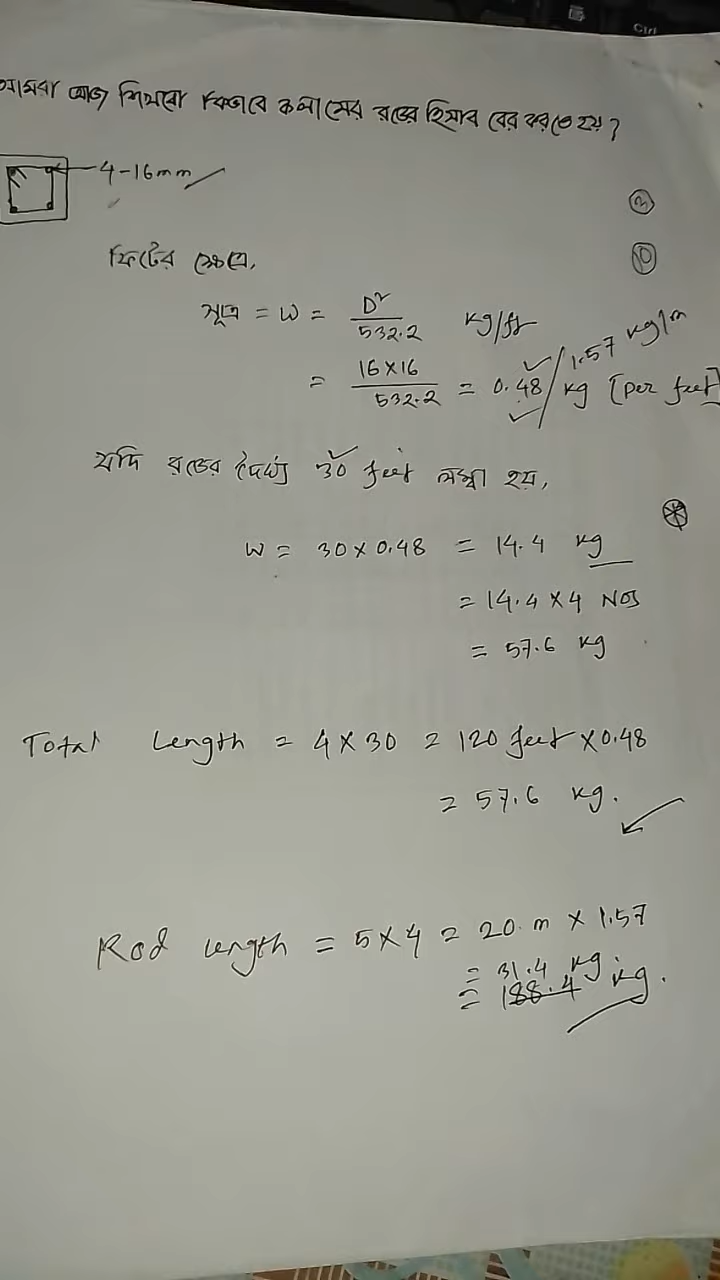 আমরা আজ শিখবো কিভাবে কলামের রডের হিসাব বের করতে হয়?
4-16mm
3
10
ফিটের ক্ষেত্রে,
সূত্র = W = D² / 532.2 kg/ft
= 16×16 / 532.2 = 0.48 / kg [per feet]
1.57 kg/m
যদি রডের দৈর্ঘ্য 30 feet লম্বা হয়,
W = 30×0.48 = 14.4 kg
= 14.4×4 Nos
= 57.6 kg
Total Length = 4×30 = 120 feet ×0.48
= 57.6 kg.
Rod Length = 5×4 = 20 m × 1.57
= 31.4 kg
= 188.4 kg.
Ctrl